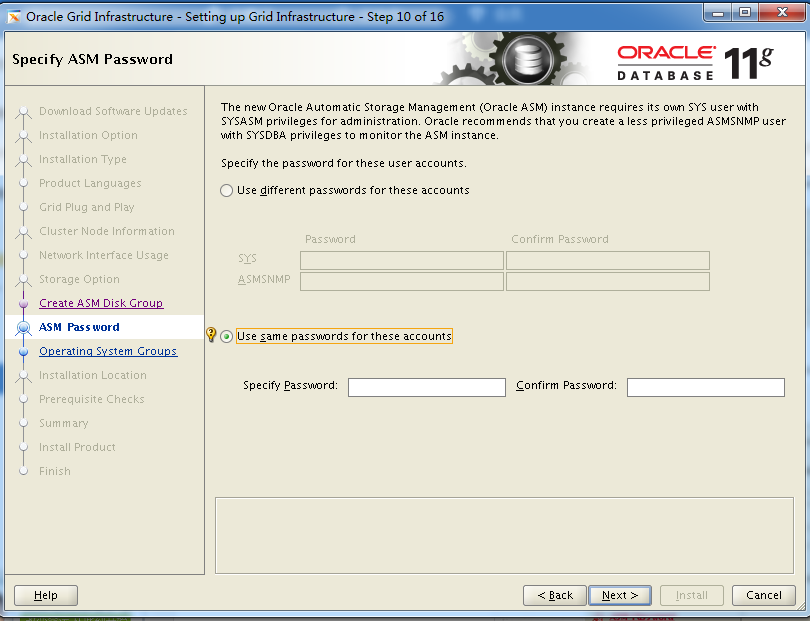 Oracle Grid Infrastructure - Setting up Grid Infrastructure - Step 10 of 16
Specify ASM Password
ORACLE
DATABASE
11g
Download Software Updates
Installation Option
Installation Type
Product Languages
Grid Plug and Play
Cluster Node Information
Network Interface Usage
Storage Option
Create ASM Disk Group
ASM Password
Operating System Groups
Installation Location
Prerequisite Checks
Summary
Install Product
Finish
The new Oracle Automatic Storage Management (Oracle ASM) instance requires its own SYS user with
SYSASM privileges for administration. Oracle recommends that you create a less privileged ASMSNMP user
with SYSDBA privileges to monitor the ASM instance.
Specify the password for these user accounts.
Use different passwords for these accounts
Password Confirm Password
SYS
ASMSNMP
Use same passwords for these accounts
Specify Password: Confirm Password:
Help < Back Next > Install Cancel